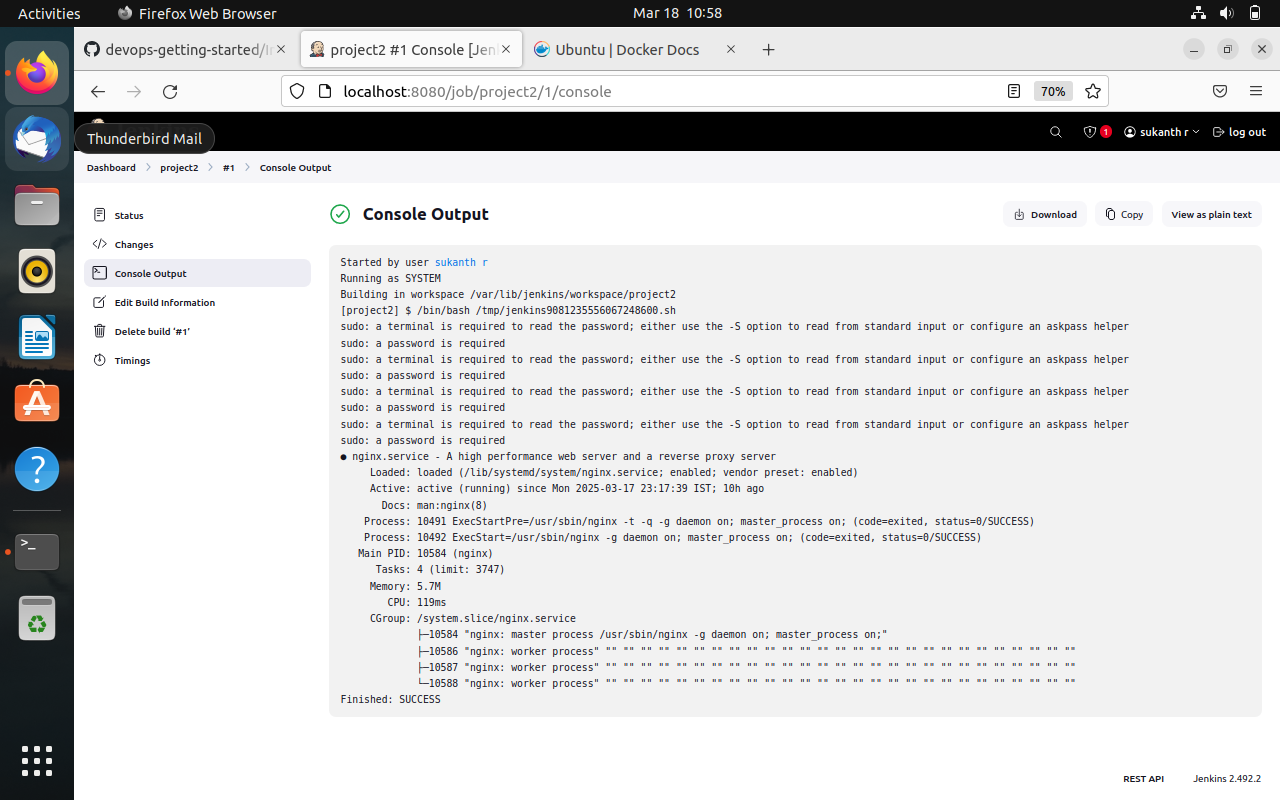 Activities
Firefox Web Browser
Mar 18 10:58
devops-getting-started/In
project2 #1 Console [Jen
Ubuntu | Docker Docs
localhost:8080/job/project2/1/console
70%
Thunderbird Mail
1
sukanth r
log out
Dashboard
project2
#1
Console Output
Status
Changes
Console Output
Edit Build Information
Delete build ‘#1’
Timings
Console Output
Download
Copy
View as plain text
Started by user sukanth r
Running as SYSTEM
Building in workspace /var/lib/jenkins/workspace/project2
[project2] $ /bin/bash /tmp/jenkins9081235556067248600.sh
sudo: a terminal is required to read the password; either use the -S option to read from standard input or configure an askpass helper
sudo: a password is required
sudo: a terminal is required to read the password; either use the -S option to read from standard input or configure an askpass helper
sudo: a password is required
sudo: a terminal is required to read the password; either use the -S option to read from standard input or configure an askpass helper
sudo: a password is required
sudo: a terminal is required to read the password; either use the -S option to read from standard input or configure an askpass helper
sudo: a password is required
● nginx.service - A high performance web server and a reverse proxy server
Loaded: loaded (/lib/systemd/system/nginx.service; enabled; vendor preset: enabled)
Active: active (running) since Mon 2025-03-17 23:17:39 IST; 10h ago
Docs: man:nginx(8)
Process: 10491 ExecStartPre=/usr/sbin/nginx -t -q -g daemon on; master_process on; (code=exited, status=0/SUCCESS)
Process: 10492 ExecStart=/usr/sbin/nginx -g daemon on; master_process on; (code=exited, status=0/SUCCESS)
Main PID: 10584 (nginx)
Tasks: 4 (limit: 3747)
Memory: 5.7M
CPU: 119ms
CGroup: /system.slice/nginx.service
├─10584 "nginx: master process /usr/sbin/nginx -g daemon on; master_process on;"
├─10586 "nginx: worker process" "" "" "" "" "" "" "" "" "" "" "" "" "" "" "" "" "" "" "" "" "" "" "" "" "" "" ""
├─10587 "nginx: worker process" "" "" "" "" "" "" "" "" "" "" "" "" "" "" "" "" "" "" "" "" "" "" "" "" "" "" ""
└─10588 "nginx: worker process" "" "" "" "" "" "" "" "" "" "" "" "" "" "" "" "" "" "" "" "" "" "" "" "" "" "" ""
Finished: SUCCESS
REST API
Jenkins 2.492.2